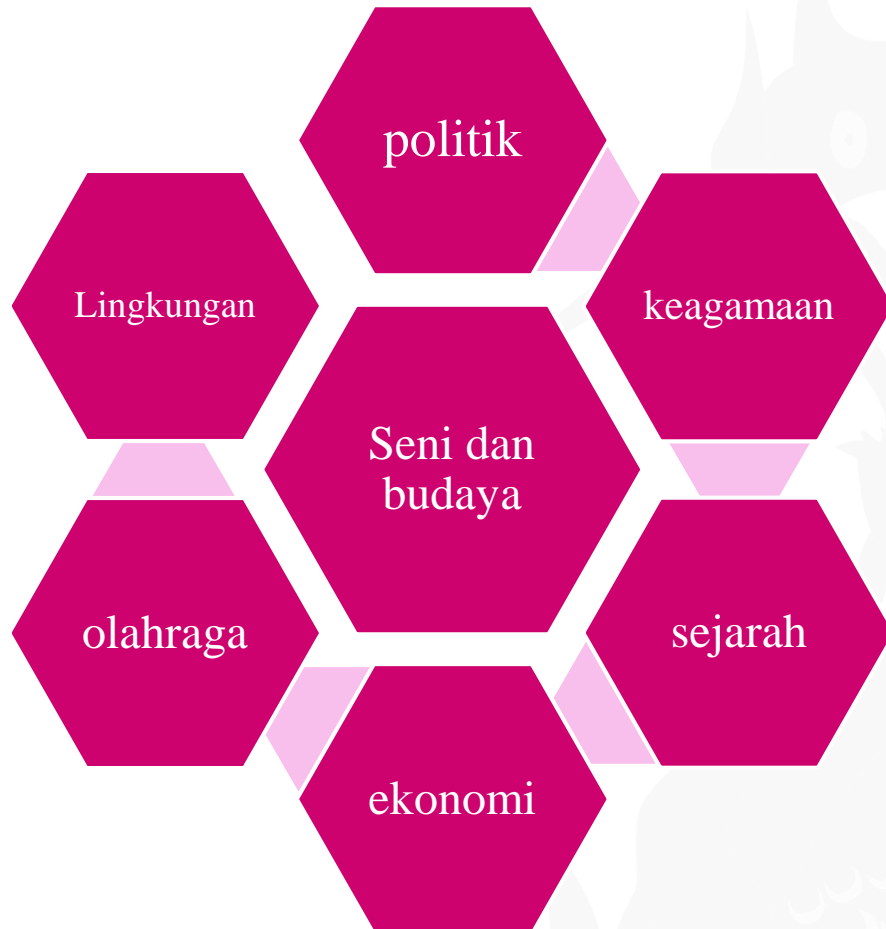 politik
Lingkungan
keagamaan
Seni dan
budaya
olahraga
sejarah
ekonomi